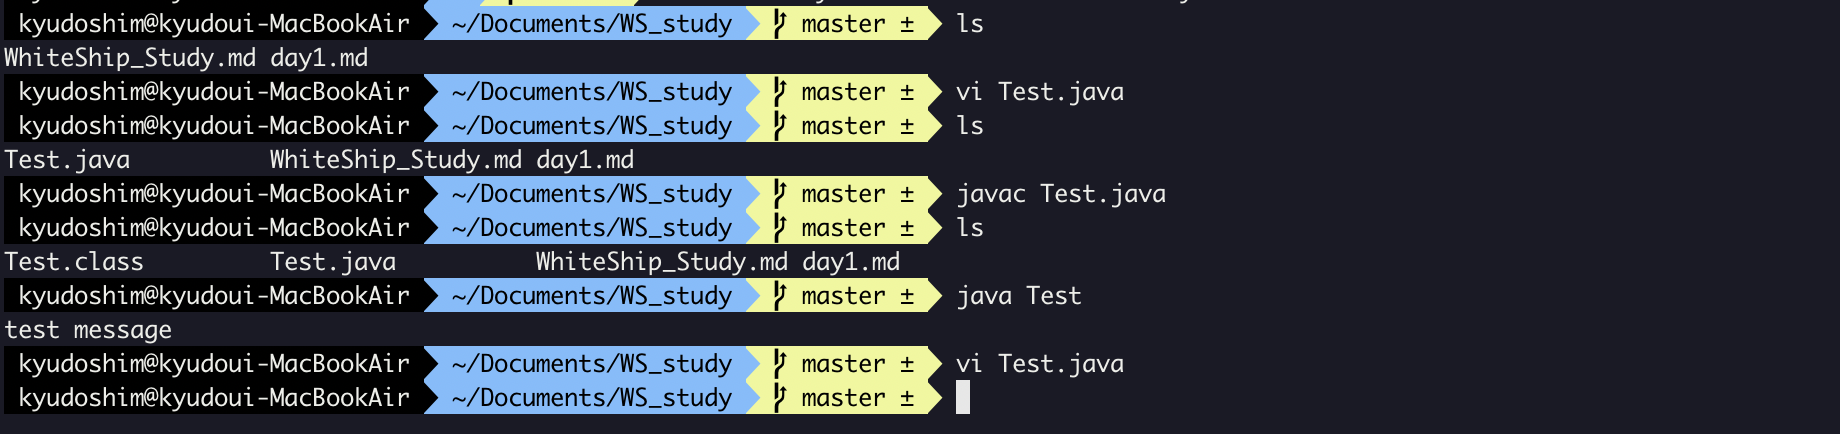 kyudoshim@kyudoui-MacBookAir ~/Documents/WS_study master ± ls
WhiteShip_Study.md day1.md
kyudoshim@kyudoui-MacBookAir ~/Documents/WS_study master ± vi Test.java
kyudoshim@kyudoui-MacBookAir ~/Documents/WS_study master ± ls
Test.java WhiteShip_Study.md day1.md
kyudoshim@kyudoui-MacBookAir ~/Documents/WS_study master ± javac Test.java
kyudoshim@kyudoui-MacBookAir ~/Documents/WS_study master ± ls
Test.class Test.java WhiteShip_Study.md day1.md
kyudoshim@kyudoui-MacBookAir ~/Documents/WS_study master ± java Test
test message
kyudoshim@kyudoui-MacBookAir ~/Documents/WS_study master ± vi Test.java
kyudoshim@kyudoui-MacBookAir ~/Documents/WS_study master ±